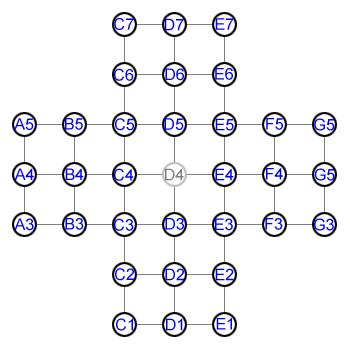 C7 D7 E7
C6 D6 E6
A5 B5 C5 D5 E5 F5 G5
A4 B4 C4 D4 E4 F4 G5
A3 B3 C3 D3 E3 F3 G3
C2 D2 E2
C1 D1 E1